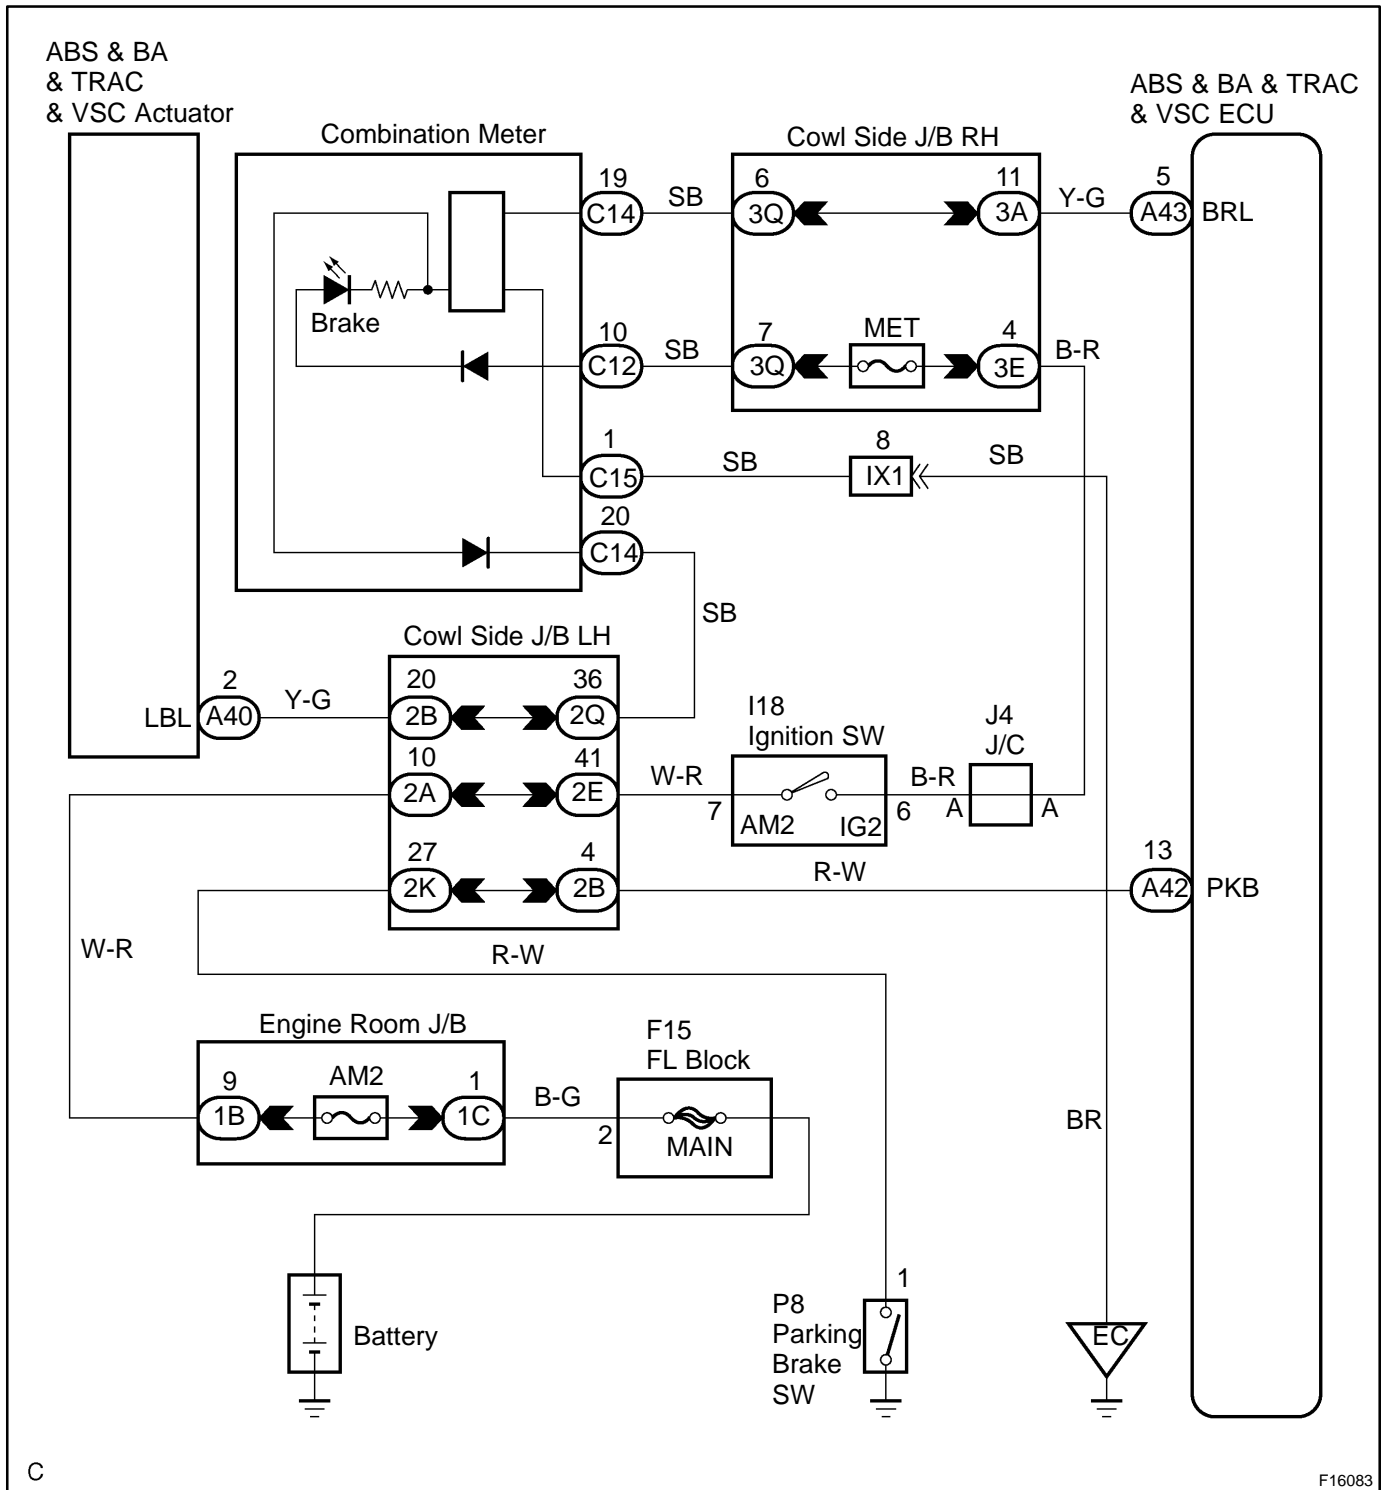 ABS & BA
& TRAC
& VSC Actuator
ABS & BA & TRAC
& VSC ECU
Combination Meter
Cowl Side J/B RH
19
C14
SB
6
3Q
11
3A
Y-G
5
A43
BRL
Brake
10
C12
SB
7
3Q
MET
4
3E
B-R
1
C15
SB
8
IX1
SB
20
C14
SB
Cowl Side J/B LH
LBL
2
A40
Y-G
20
2B
36
2Q
10
2A
41
2E
W-R
I18
Ignition SW
7
AM2
IG2
6
B-R
J4
J/C
A
A
27
2K
4
2B
R-W
13
A42
PKB
W-R
R-W
Engine Room J/B
9
1B
AM2
1
1C
B-G
F15
FL Block
2
MAIN
BR
Battery
P8
Parking
Brake
SW
1
EC
C
F16083